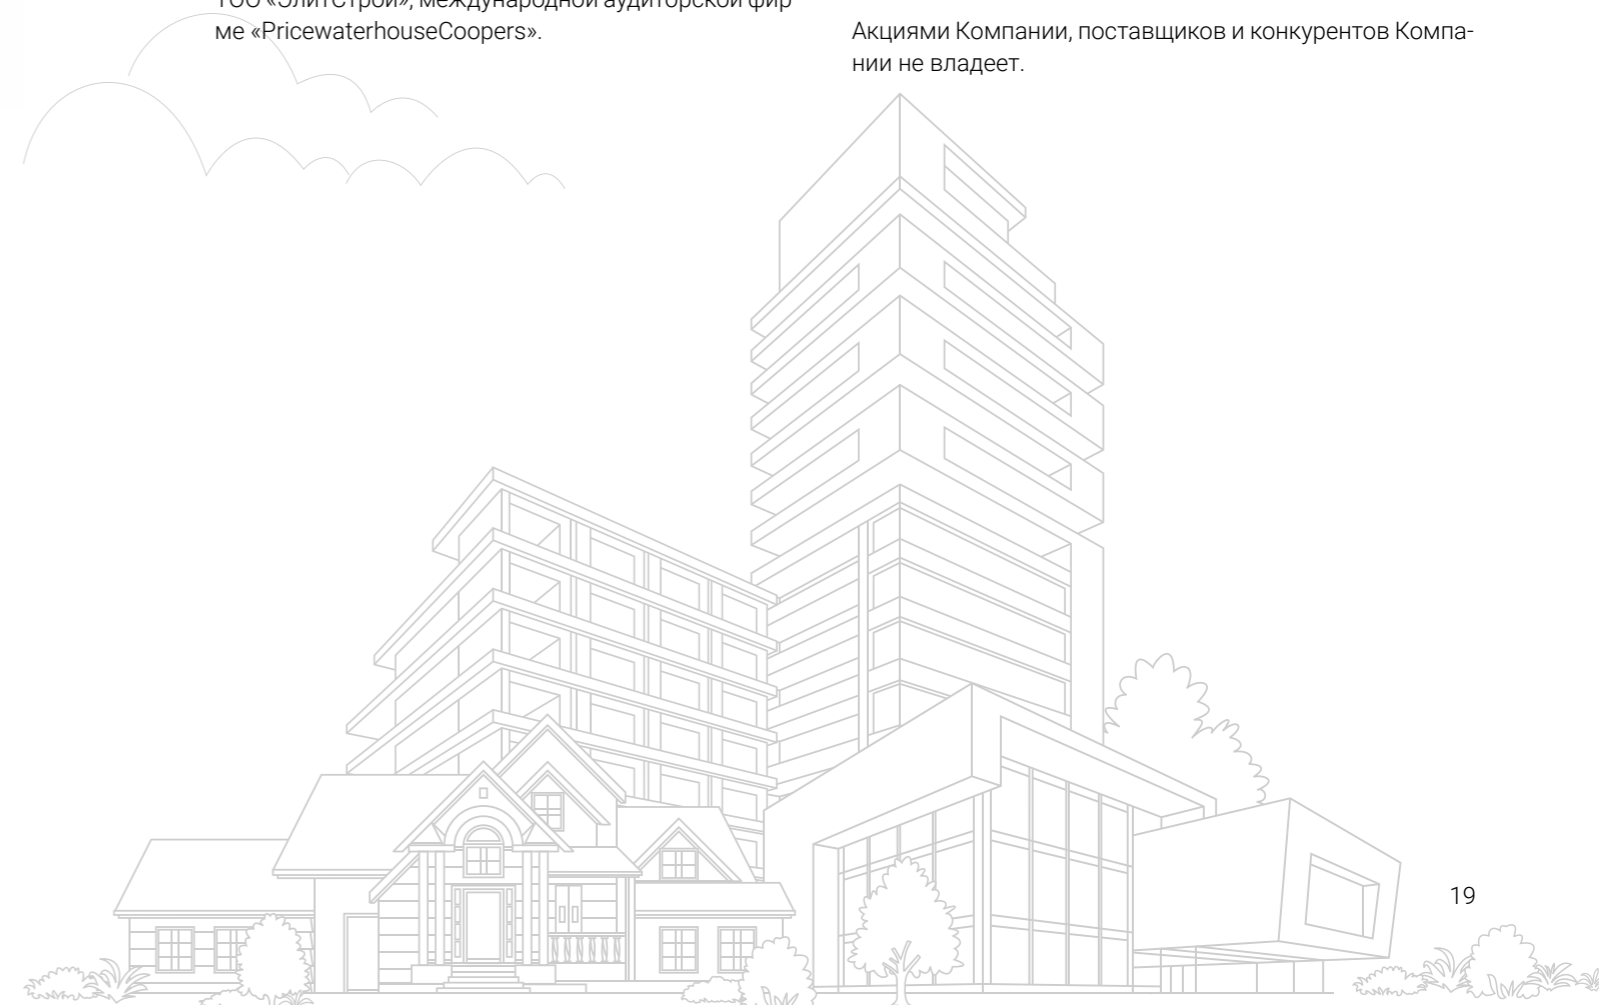 ТОО «ЭлитСтрой», международной аудиторской фир
ме «PricewaterhouseCoopers».
Акциями Компании, поставщиков и конкурентов Компа-
нии не владеет.
19